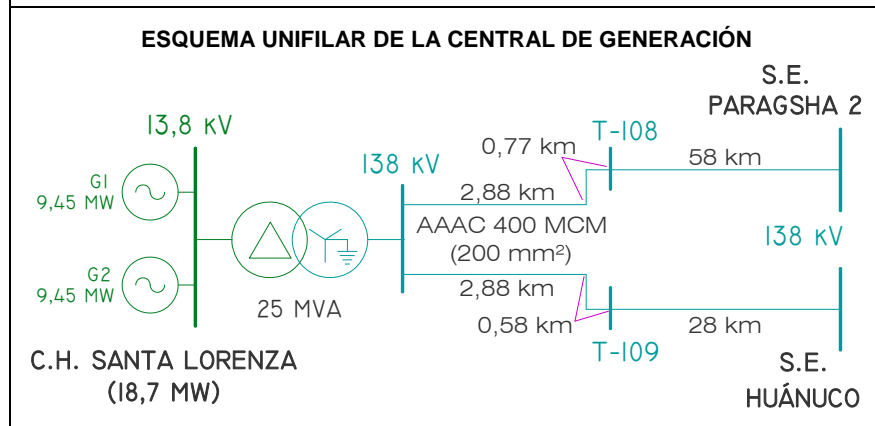 ESQUEMA UNIFILAR DE LA CENTRAL DE GENERACIÓN
S.E.
PARAGSHA 2
13,8 kV
T-108
0,77 km
58 km
G1
9,45 MW
138 kV
2,88 km
AAAC 400 MCM
(200 mm²)
138 kV
G2
9,45 MW
2,88 km
25 MVA
0,58 km
28 km
T-109
C.H. SANTA LORENZA
(18,7 MW)
S.E.
HUÁNUCO